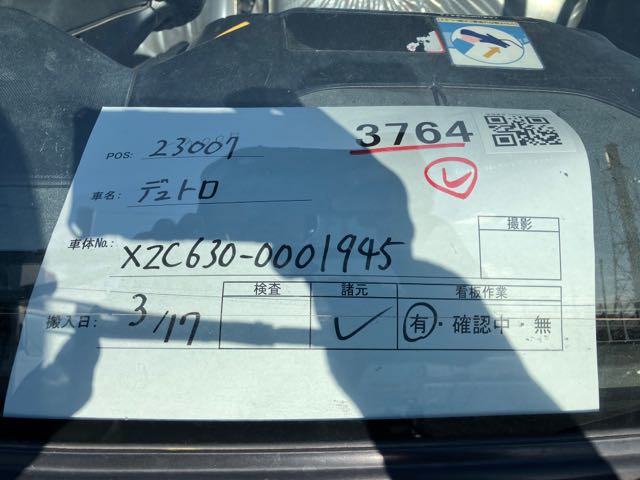 POS: 23007
3764
車名: デュトロ
車体No.: XZC630-0001945
撮影
検査 諸元 看板作業
搬入日: 3/17
有・確認中・無